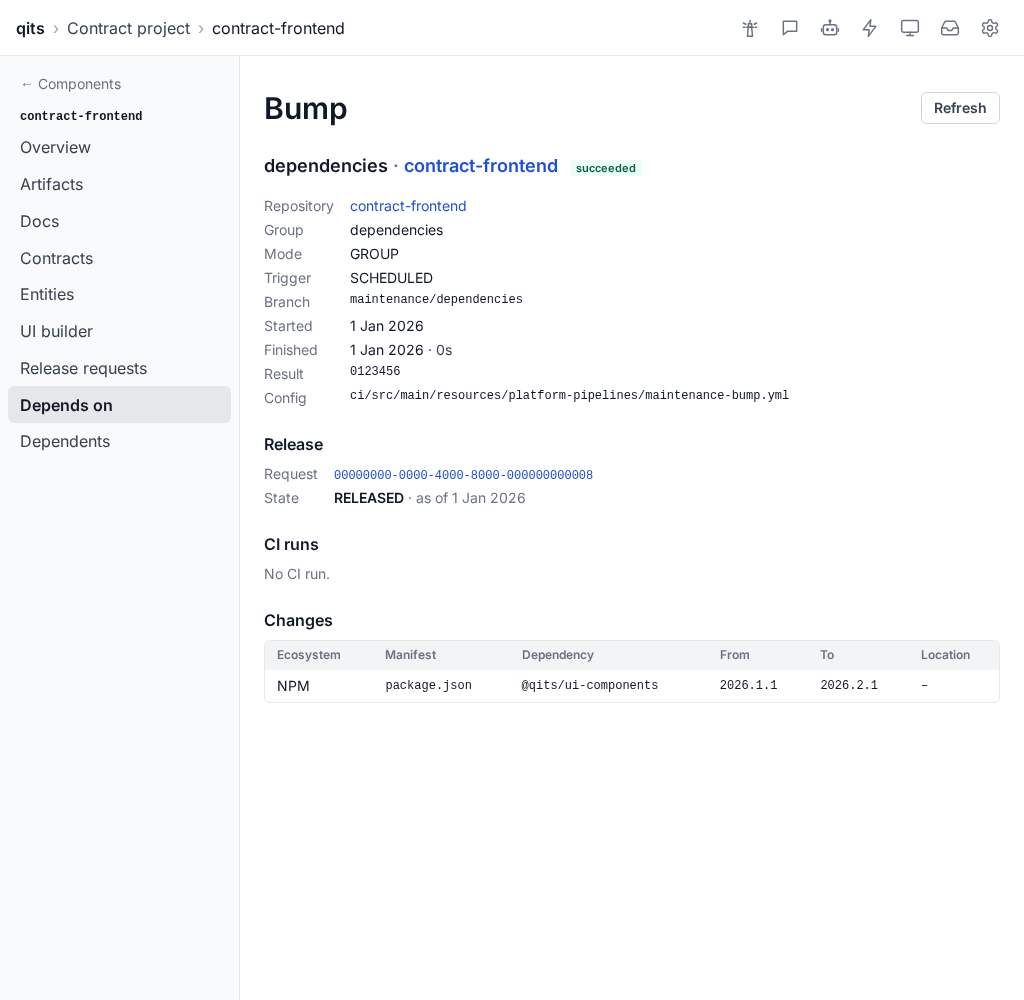 qits › Contract project › contract-frontend
← Components
contract-frontend
Overview
Artifacts
Docs
Contracts
Entities
UI builder
Release requests
Depends on
Dependents
Bump
Refresh
dependencies · contract-frontend succeeded
Repository contract-frontend
Group dependencies
Mode GROUP
Trigger SCHEDULED
Branch maintenance/dependencies
Started 1 Jan 2026
Finished 1 Jan 2026 · 0s
Result 0123456
Config ci/src/main/resources/platform-pipelines/maintenance-bump.yml
Release
Request 00000000-0000-4000-8000-000000000008
State RELEASED · as of 1 Jan 2026
CI runs
No CI run.
Changes
Ecosystem Manifest Dependency From To Location
NPM package.json @qits/ui-components 2026.1.1 2026.2.1 –